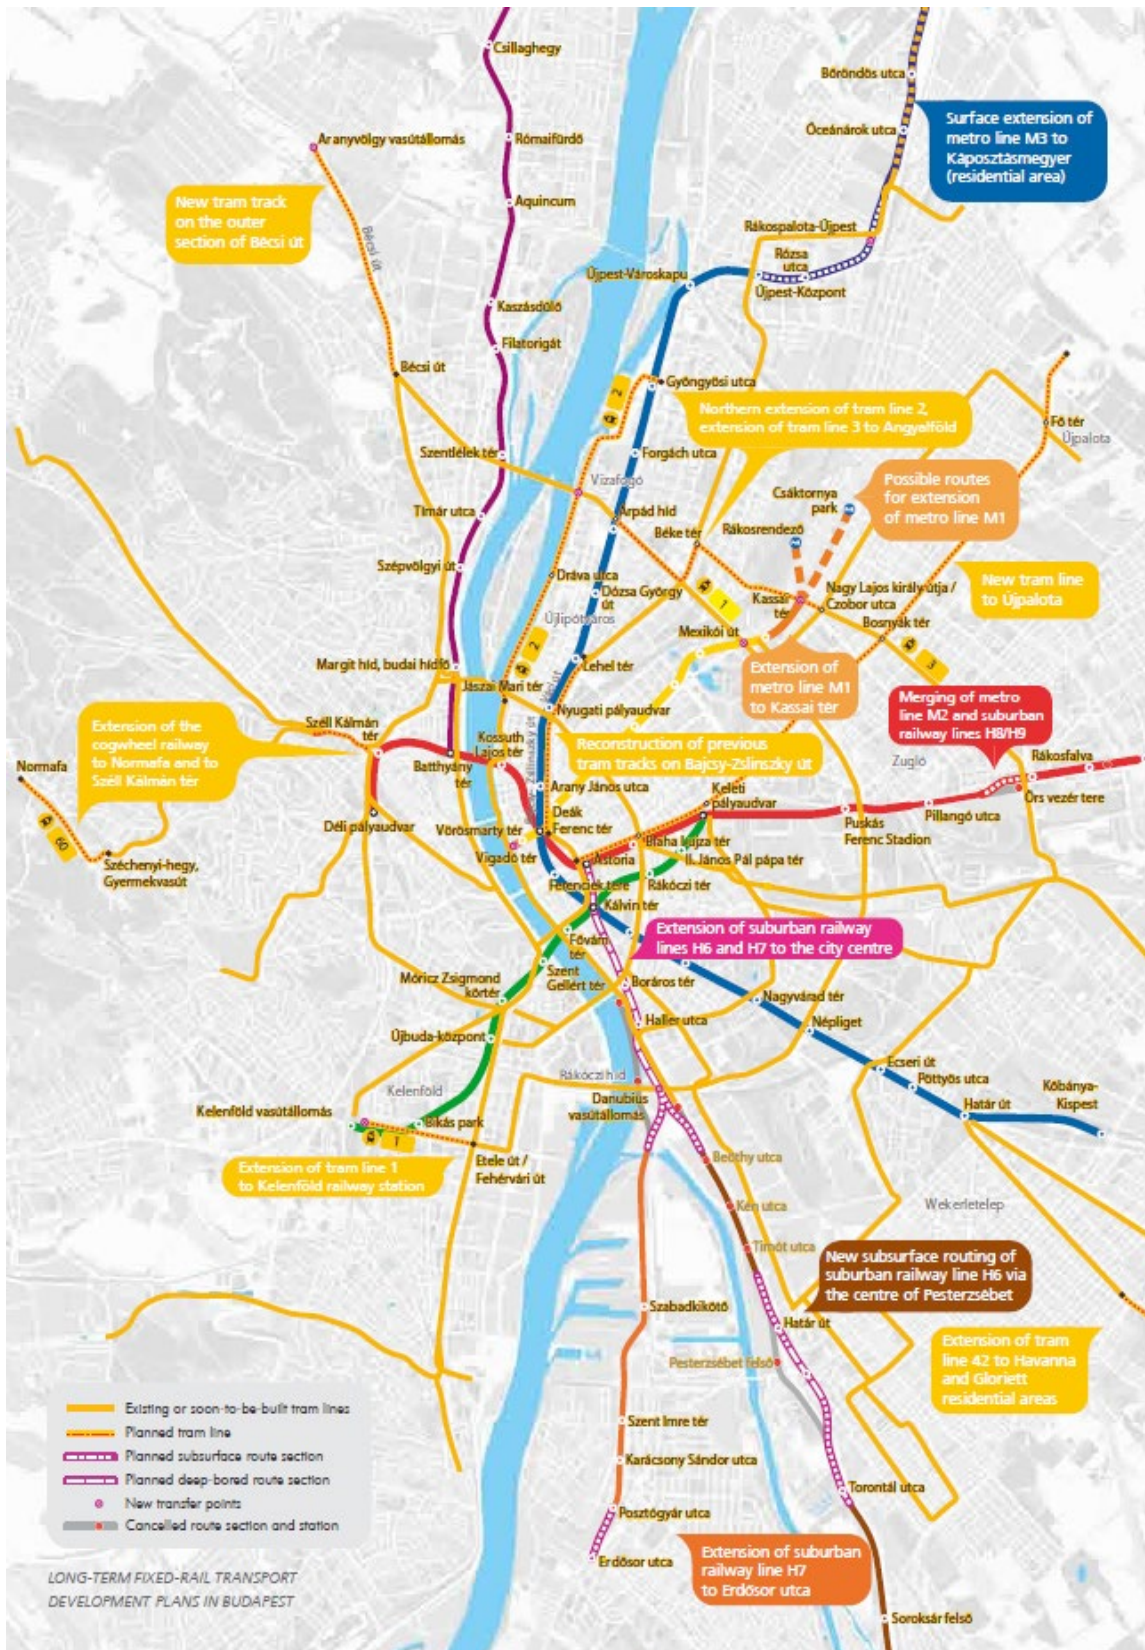 Csillaghegy
Böröndös utca
Óceánárok utca
Surface extension of
metro line M3 to
Káposztásmegyer
(residential area)
Aranyvölgy vasútállomás
Rómaifürdő
New tram track
on the outer
section of Bécsi út
Aquincum
Bécsi út
Rákospalota-Újpest
Rózsa
utca
Újpest-Városkapu
Újpest-Központ
Kaszásdűlő
Filatorigát
Bécsi út
Gyöngyösi utca
2
Northern extension of tram line 2,
extension of tram line 3 to Angyalföld
Fő tér
Újpalota
Szentlélek tér
Forgách utca
Vizafogó
Possible routes
for extension
of metro line M1
Csáktornya
park
Tímár utca
Árpád híd
Béke tér
Rákosrendező
Szépvölgyi út
Dráva utca
Dózsa György
út
Újlipótváros
1
Kassai
tér
Nagy Lajos király útja /
Czobor utca
New tram line
to Újpalota
Bosnyák tér
Mexikói út
3
2
Margit híd, budai hídfő
Lehel tér
Jászai Mari tér
Extension of
metro line M1
to Kassai tér
Merging of metro
line M2 and suburban
railway lines H8/H9
Nyugati pályaudvar
Extension of the
cogwheel railway
to Normafa and to
Széll Kálmán tér
Széll Kálmán
tér
Kossuth
Lajos tér
Batthyány
tér
Reconstruction of previous
tram tracks on Bajcsy-Zslinszky út
Zugló
Rákosfalva
Normafa
Arany János utca
Keleti
pályaudvar
Örs vezér tere
Pillangó utca
Puskás
Ferenc Stadion
Déli pályaudvar
Vörösmarty tér
Deák
Ferenc tér
Vigadó tér
Blaha Lujza tér
60
Széchenyi-hegy,
Gyermekvasút
Astoria
II. János Pál pápa tér
Ferenciek tere
Rákóczi tér
Kálvin tér
Extension of suburban railway
lines H6 and H7 to the city centre
Fővám
tér
Szent
Gellért tér
Móricz Zsigmond
körtér
Boráros tér
Nagyvárad tér
Haller utca
Népliget
Újbuda-központ
Rákóczi híd
Ecseri út
Pöttyös utca
Kelenföld
Danubius
vasútállomás
Határ út
Kőbánya-
Kispest
Kelenföld vasútállomás
Bikás park
1
Etele út /
Fehérvári út
Extension of tram line 1
to Kelenföld railway station
Beöthy utca
Kén utca
Wekerletelep
Timót utca
New subsurface routing of
suburban railway line H6 via
the centre of Pesterzsébet
Szabadkikötő
Határ út
Extension of tram
line 42 to Havanna
and Gloriett
residential areas
Pesterzsébet felső
Szent Imre tér
Karácsony Sándor utca
Torontál utca
Posztógyár utca
Erdősor utca
Extension of suburban
railway line H7
to Erdősor utca
Soroksár felső
Existing or soon-to-be-built tram lines
Planned tram line
Planned subsurface route section
Planned deep-bored route section
New transfer points
Cancelled route section and station
LONG-TERM FIXED-RAIL TRANSPORT
DEVELOPMENT PLANS IN BUDAPEST